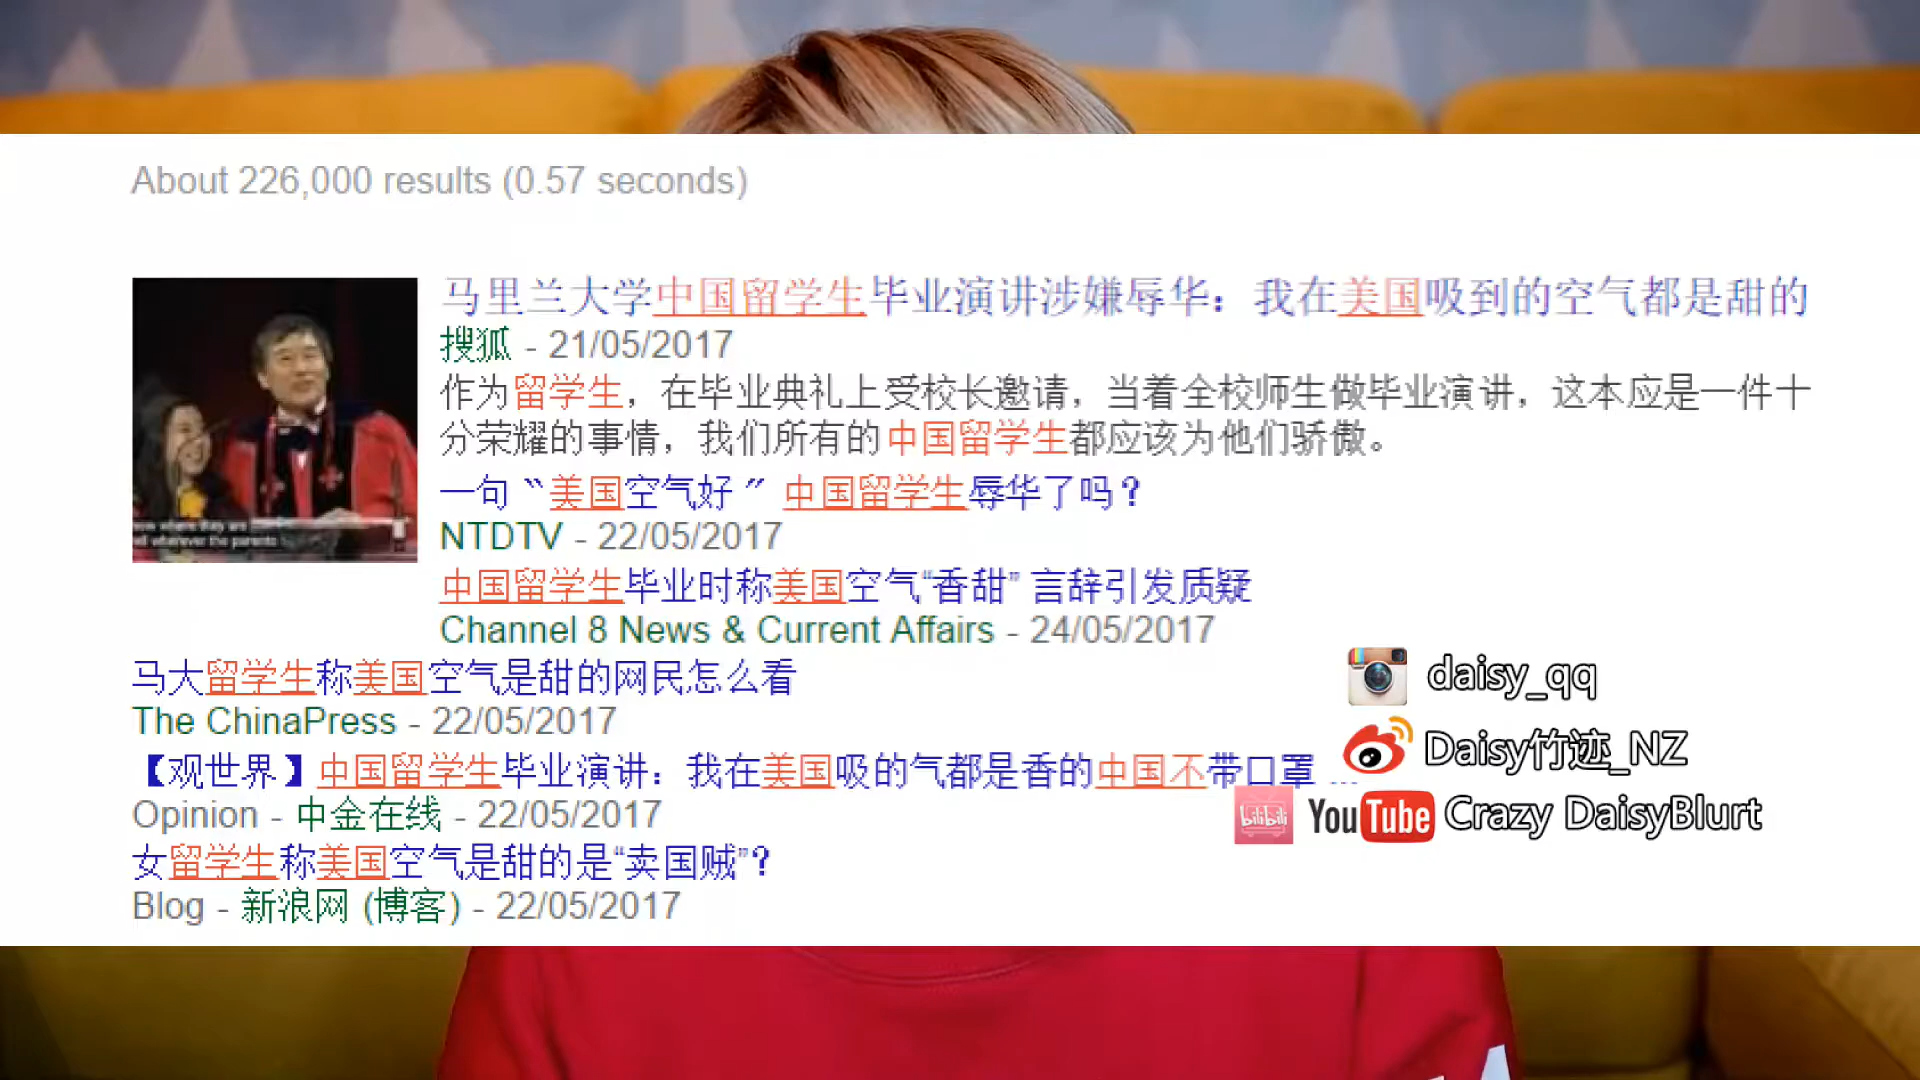 About 226,000 results (0.57 seconds)
马里兰大学中国留学生毕业演讲涉嫌辱华：我在美国吸到的空气都是甜的
搜狐 - 21/05/2017
作为留学生，在毕业典礼上受校长邀请，当着全校师生做毕业演讲，这本应是一件十
分荣耀的事情，我们所有的中国留学生都应该为他们骄傲。
一句〝美国空气好〞 中国留学生辱华了吗？
NTDTV - 22/05/2017
中国留学生毕业时称美国空气“香甜” 言辞引发质疑
Channel 8 News & Current Affairs - 24/05/2017
马大留学生称美国空气是甜的网民怎么看
The ChinaPress - 22/05/2017
【观世界】中国留学生毕业演讲：我在美国吸的气都是香的中国不带口罩 ...
Opinion - 中金在线 - 22/05/2017
女留学生称美国空气是甜的是“卖国贼”？
Blog - 新浪网 (博客) - 22/05/2017
daisy_qq
Daisy竹迹_NZ
bilibili YouTube Crazy DaisyBlurt